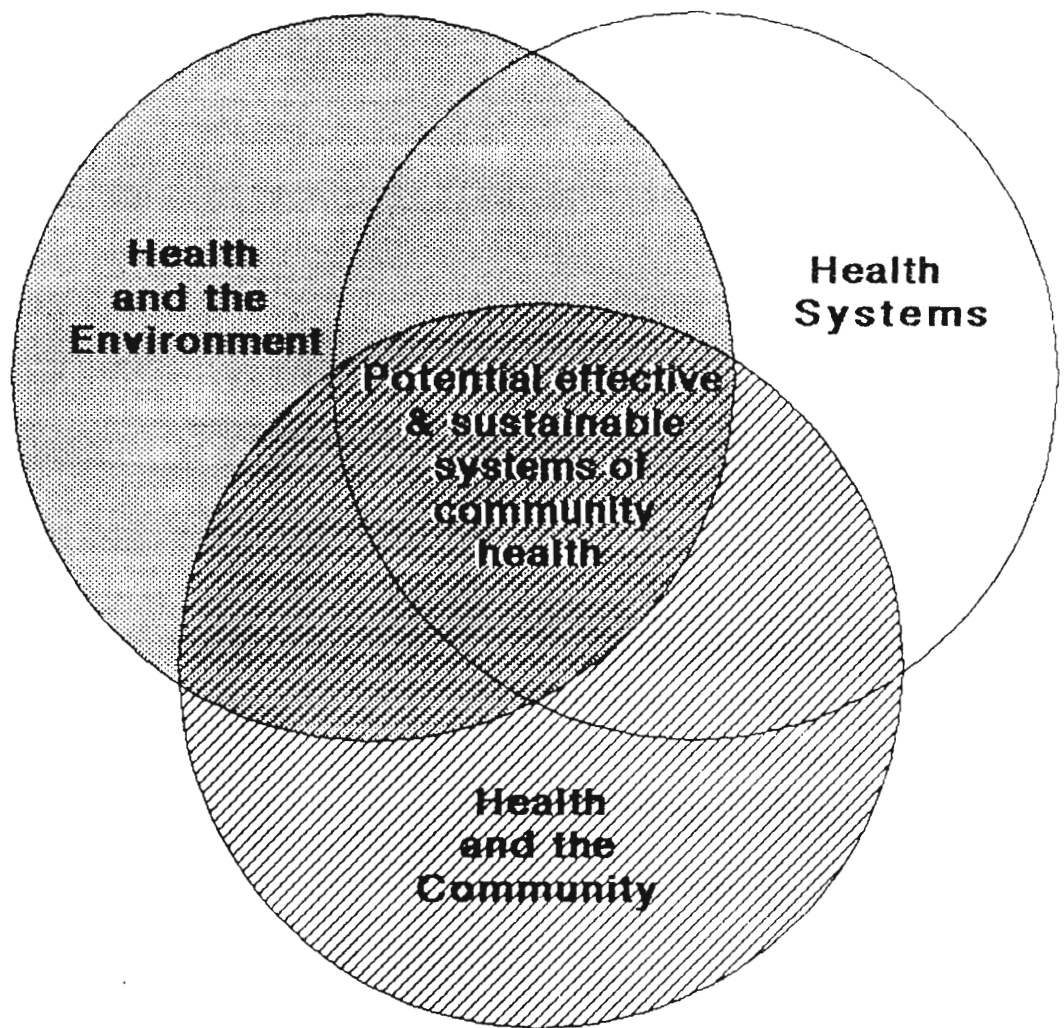 Health
and the
Environment
Health
Systems
Potential effective
& sustainable
systems of
community
health
Health
and the
Community